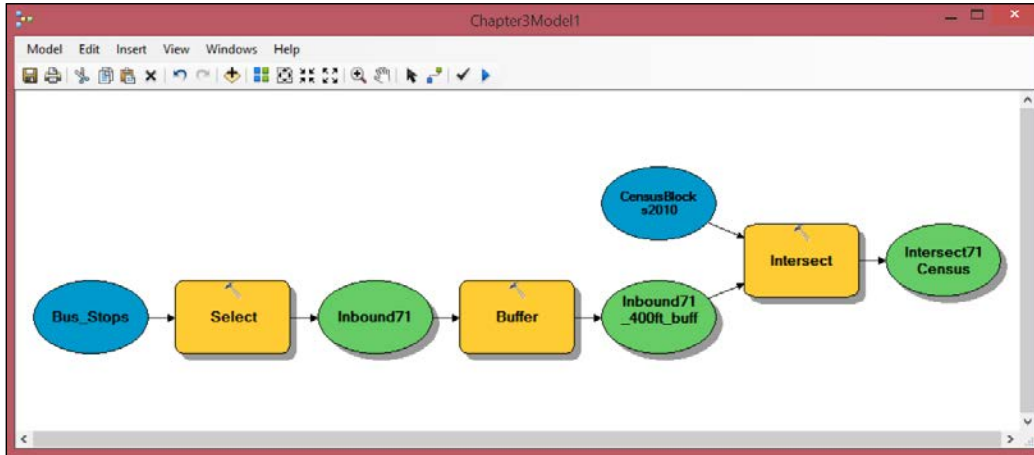 Chapter3Model1
Model Edit Insert View Windows Help
CensusBlock
s2010
Intersect
Intersect71
Census
Bus_Stops
Select
Inbound71
Buffer
Inbound71
_400ft_buff